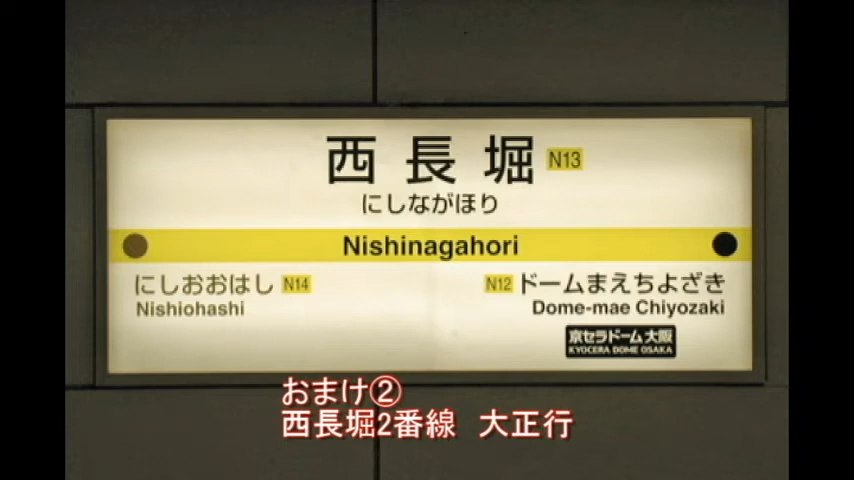 西長堀 N13
にしながほり
Nishinagahori
にしおおはし N14
Nishiohashi
N12 ドームまえちよざき
Dome-mae Chiyozaki
京セラドーム大阪
KYOCERA DOME OSAKA
おまけ②
西長堀2番線 大正行